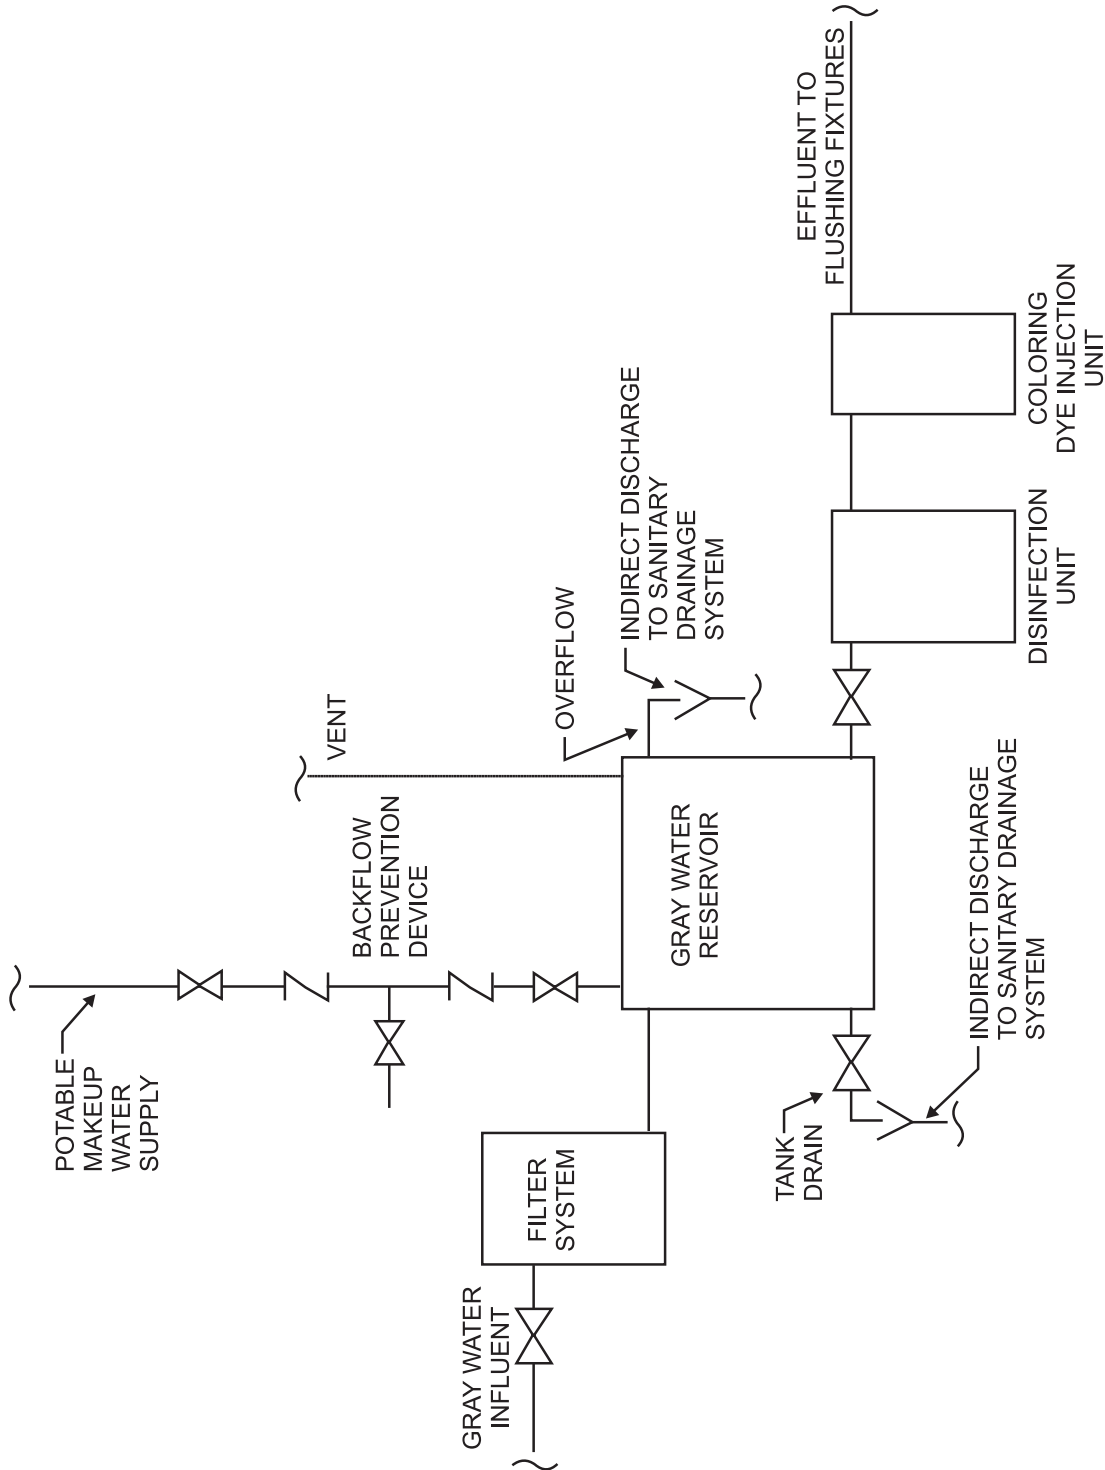 POTABLE
MAKEUP
WATER
SUPPLY
BACKFLOW
PREVENTION
DEVICE
VENT
GRAY WATER
INFLUENT
FILTER
SYSTEM
GRAY WATER
RESERVOIR
OVERFLOW
INDIRECT DISCHARGE
TO SANITARY
DRAINAGE
SYSTEM
EFFLUENT TO
FLUSHING FIXTURES
TANK
DRAIN
INDIRECT DISCHARGE
TO SANITARY DRAINAGE
SYSTEM
DISINFECTION
UNIT
COLORING
DYE INJECTION
UNIT